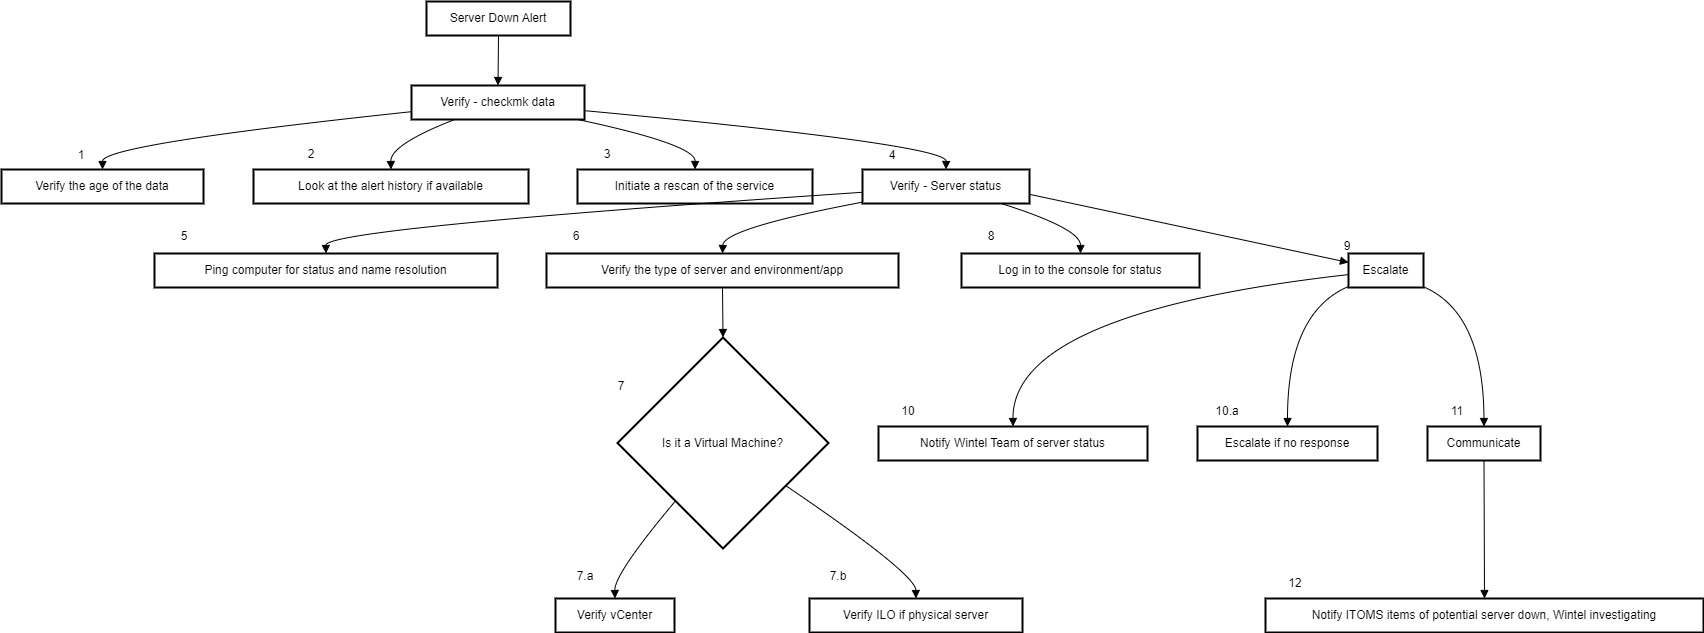 Server Down Alert
Verify - checkmk data
1
2
3
4
Verify the age of the data
Look at the alert history if available
Initiate a rescan of the service
Verify - Server status
5
6
8
9
Ping computer for status and name resolution
Verify the type of server and environment/app
Log in to the console for status
Escalate
7
Is it a Virtual Machine?
10
10.a
11
Notify Wintel Team of server status
Escalate if no response
Communicate
7.a
7.b
12
Verify vCenter
Verify ILO if physical server
Notify ITOMS items of potential server down, Wintel investigating